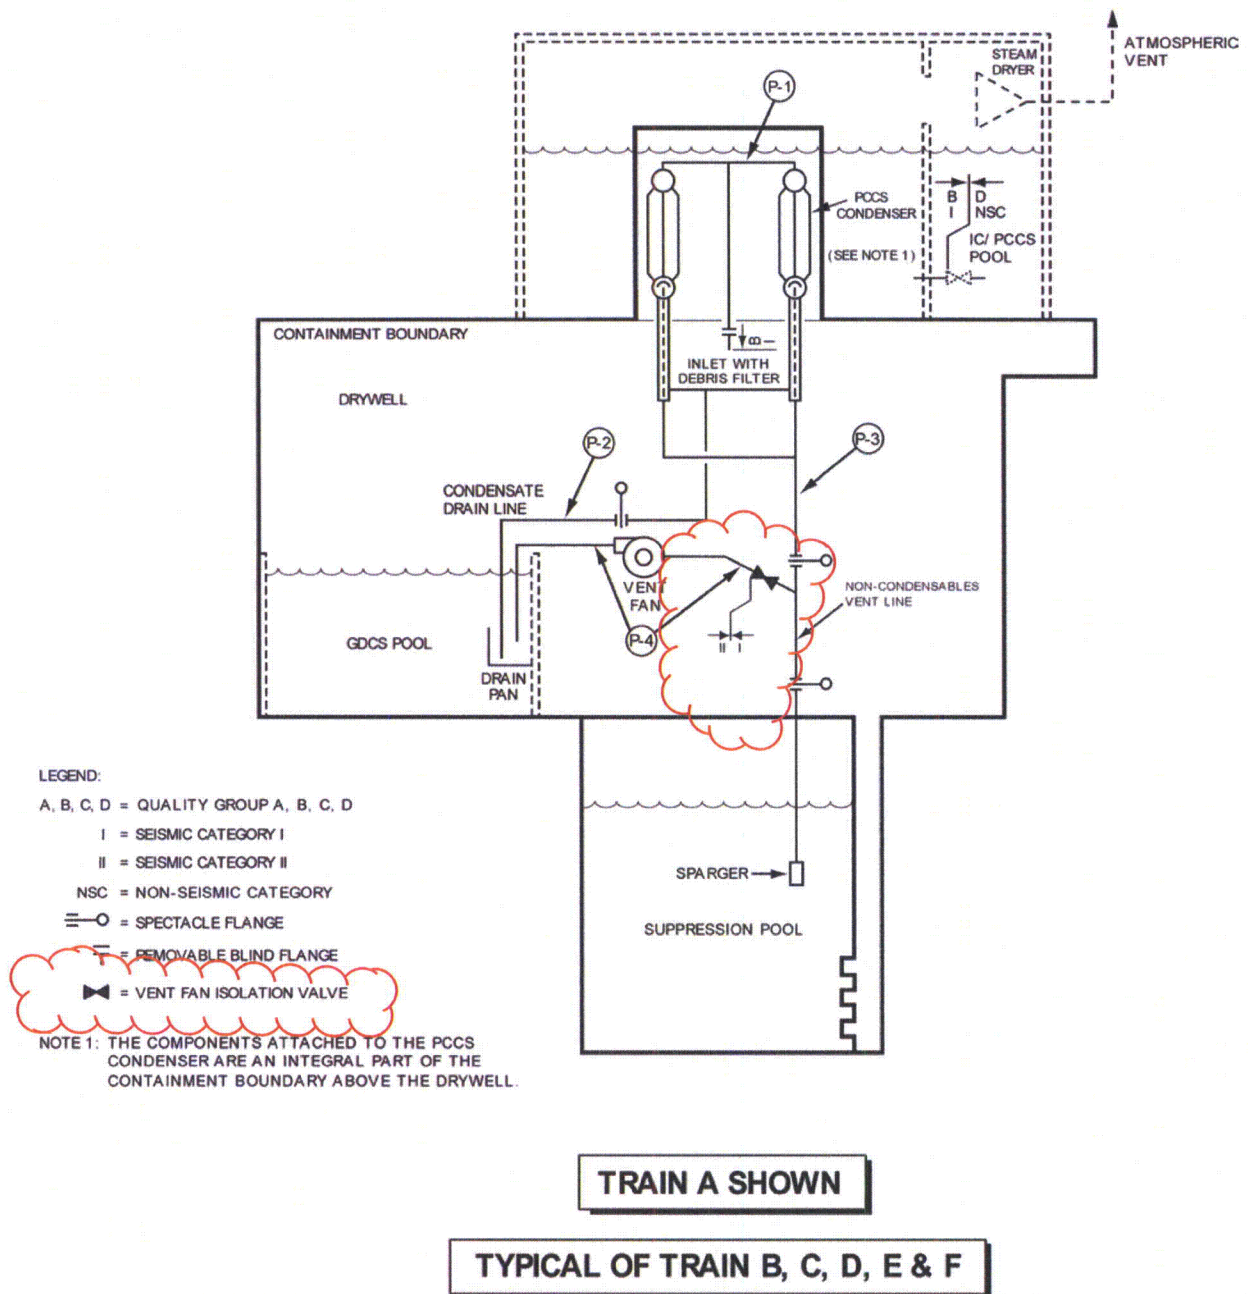 ATMOSPHERIC
VENT
STEAM
DRYER
P-1
PCCS
CONDENSER
(SEE NOTE 1)
B D
I NSC
IC/ PCCS
POOL
CONTAINMENT BOUNDARY
B I
INLET WITH
DEBRIS FILTER
DRYWELL
P-2
P-3
CONDENSATE
DRAIN LINE
VENT
FAN
NON-CONDENSABLES
VENT LINE
P-4
II I
GDCS POOL
DRAIN
PAN
LEGEND:
A, B, C, D = QUALITY GROUP A, B, C, D
I = SEISMIC CATEGORY I
II = SEISMIC CATEGORY II
NSC = NON-SEISMIC CATEGORY
= SPECTACLE FLANGE
= REMOVABLE BLIND FLANGE
= VENT FAN ISOLATION VALVE
NOTE 1: THE COMPONENTS ATTACHED TO THE PCCS
CONDENSER ARE AN INTEGRAL PART OF THE
CONTAINMENT BOUNDARY ABOVE THE DRYWELL.
SPARGER
SUPPRESSION POOL
TRAIN A SHOWN
TYPICAL OF TRAIN B, C, D, E & F